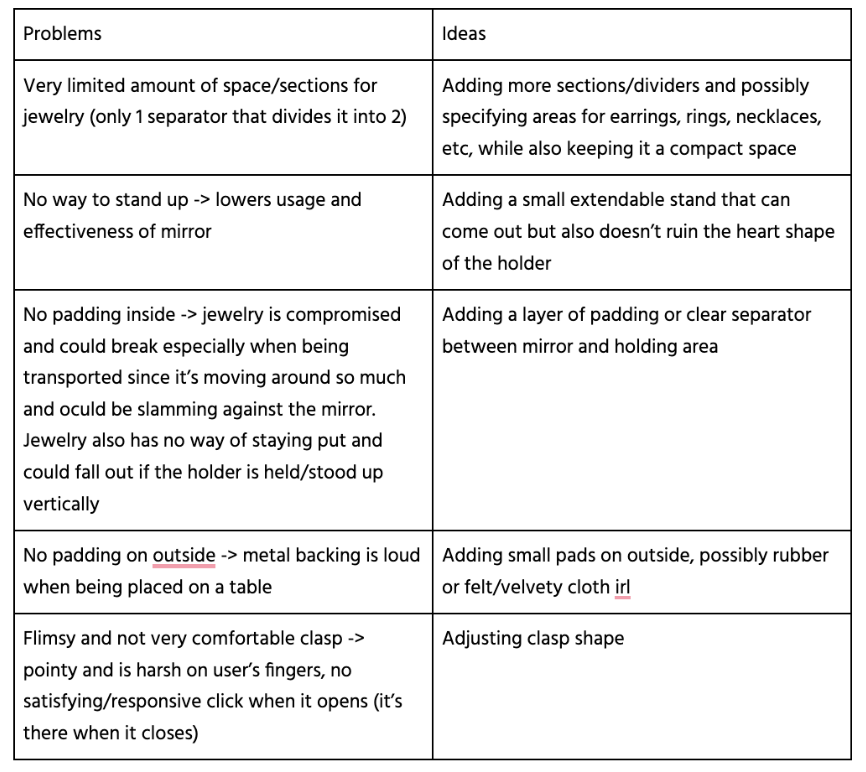 Problems
Ideas
Very limited amount of space/sections for
jewelry (only 1 separator that divides it into 2)
Adding more sections/dividers and possibly
specifying areas for earrings, rings, necklaces,
etc, while also keeping it a compact space
No way to stand up -> lowers usage and
effectiveness of mirror
Adding a small extendable stand that can
come out but also doesn't ruin the heart shape
of the holder
No padding inside -> jewelry is compromised
and could break especially when being
transported since it's moving around so much
and oculd be slamming against the mirror.
Jewelry also has no way of staying put and
could fall out if the holder is held/stood up
vertically
Adding a layer of padding or clear separator
between mirror and holding area
No padding on outside -> metal backing is loud
when being placed on a table
Adding small pads on outside, possibly rubber
or felt/velvety cloth irl
Flimsy and not very comfortable clasp ->
pointy and is harsh on user's fingers, no
satisfying/responsive click when it opens (it's
there when it closes)
Adjusting clasp shape